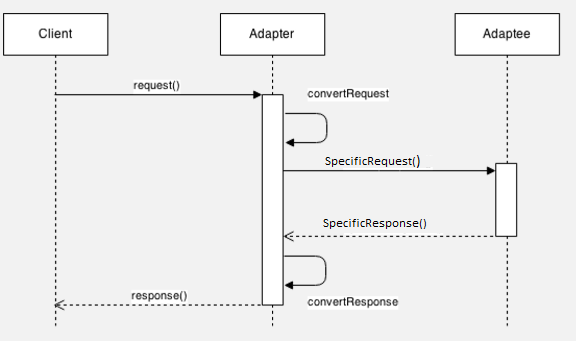 Client
Adapter
Adaptee
request()
convertRequest
SpecificRequest()
SpecificResponse()
response()
convertResponse